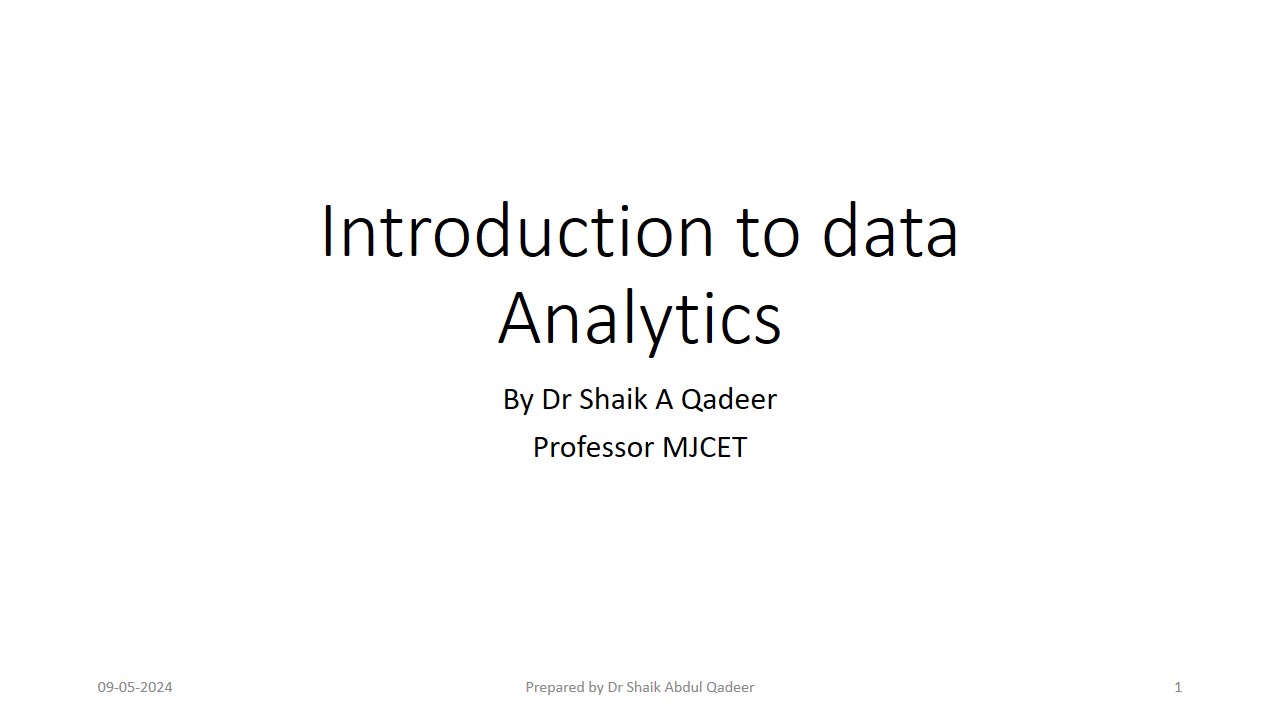 Introduction to data
Analytics
By Dr Shaik A Qadeer
Professor MJCET
09-05-2024
Prepared by Dr Shaik Abdul Qadeer
1